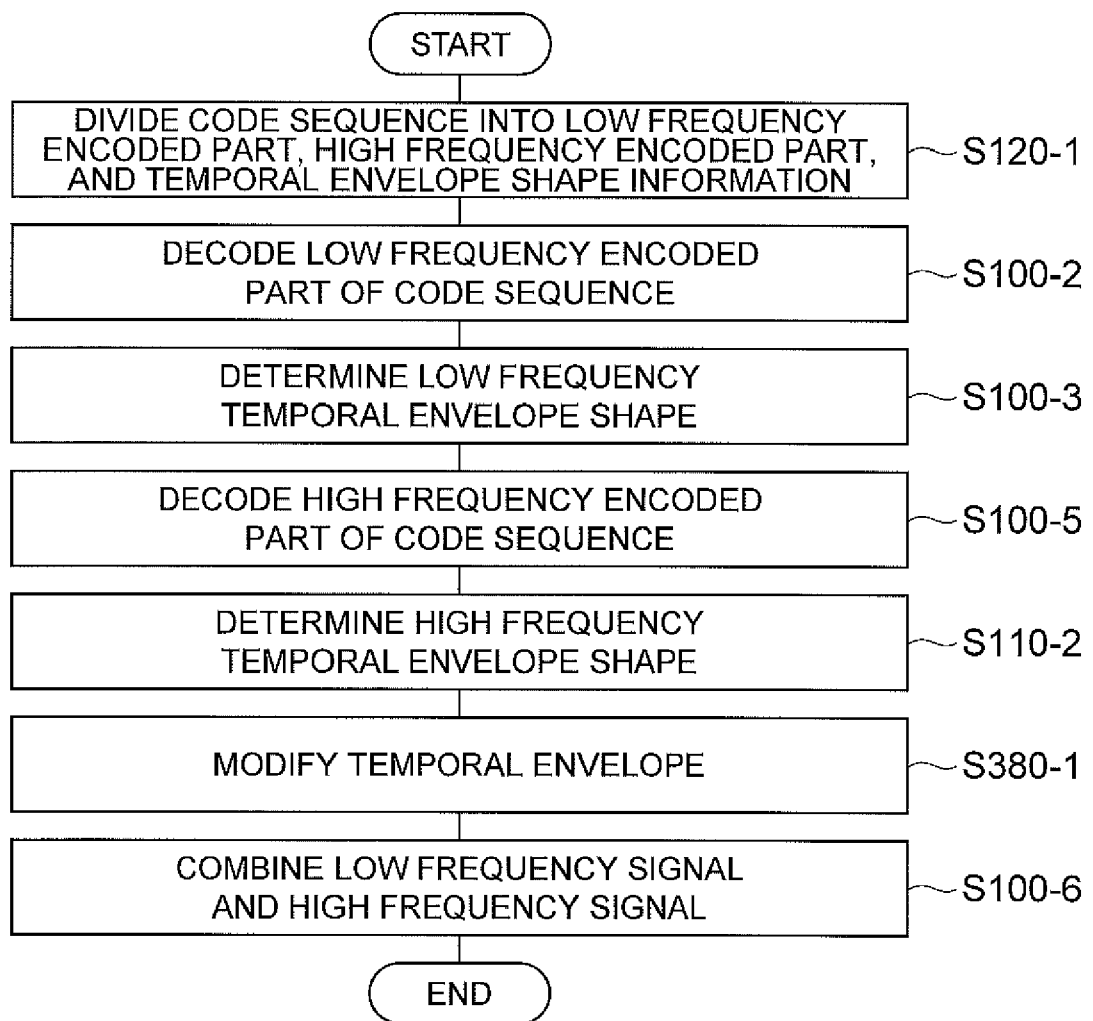 START
DIVIDE CODE SEQUENCE INTO LOW FREQUENCY
ENCODED PART, HIGH FREQUENCY ENCODED PART,
AND TEMPORAL ENVELOPE SHAPE INFORMATION
S120-1
DECODE LOW FREQUENCY ENCODED
PART OF CODE SEQUENCE
S100-2
DETERMINE LOW FREQUENCY
TEMPORAL ENVELOPE SHAPE
S100-3
DECODE HIGH FREQUENCY ENCODED
PART OF CODE SEQUENCE
S100-5
DETERMINE HIGH FREQUENCY
TEMPORAL ENVELOPE SHAPE
S110-2
MODIFY TEMPORAL ENVELOPE
S380-1
COMBINE LOW FREQUENCY SIGNAL
AND HIGH FREQUENCY SIGNAL
S100-6
END